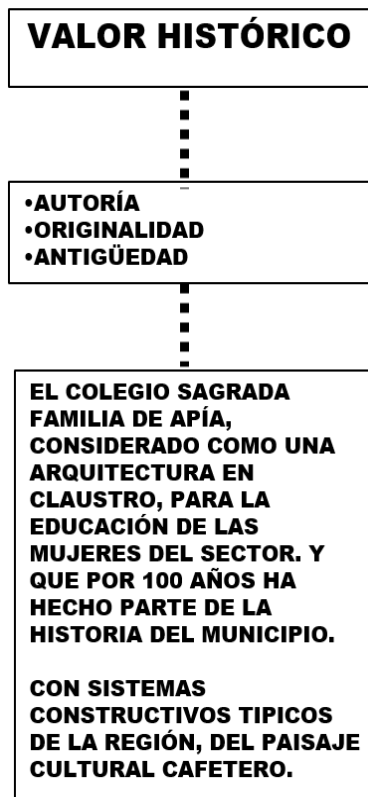 VALOR HISTÓRICO
•AUTORÍA
•ORIGINALIDAD
•ANTIGÜEDAD
EL COLEGIO SAGRADA
FAMILIA DE APÍA,
CONSIDERADO COMO UNA
ARQUITECTURA EN
CLAUSTRO, PARA LA
EDUCACIÓN DE LAS
MUJERES DEL SECTOR. Y
QUE POR 100 AÑOS HA
HECHO PARTE DE LA
HISTORIA DEL MUNICIPIO.
CON SISTEMAS
CONSTRUCTIVOS TIPICOS
DE LA REGIÓN, DEL PAISAJE
CULTURAL CAFETERO.